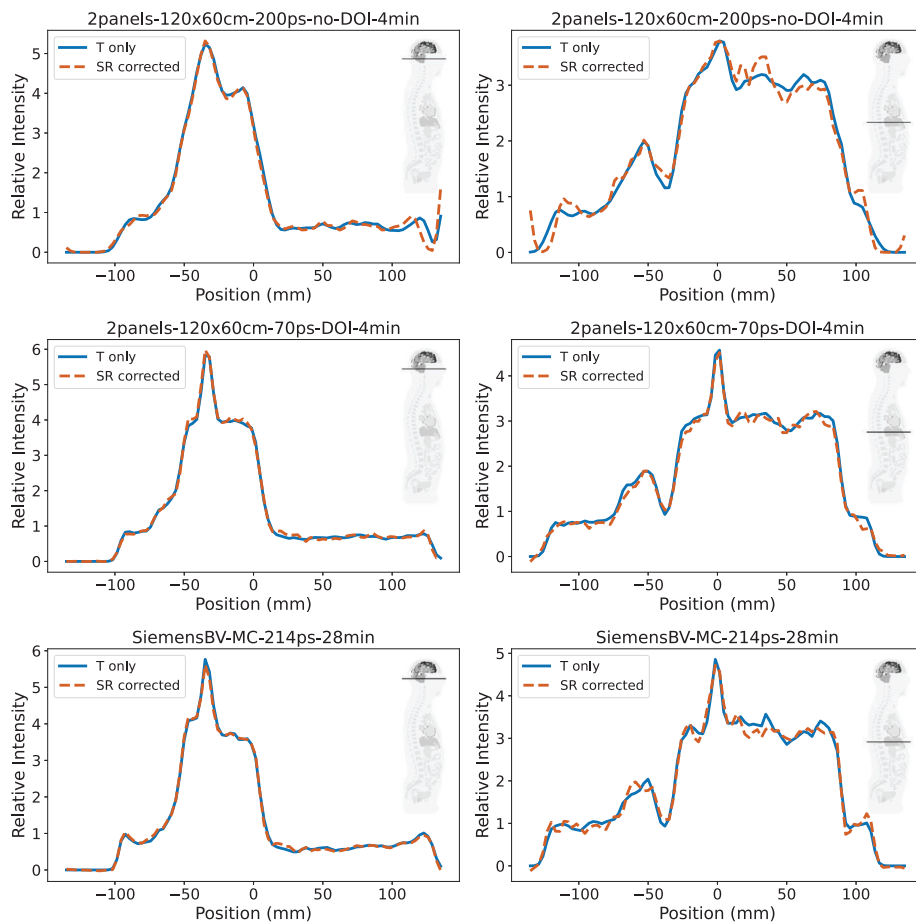 2panels-120x60cm-200ps-no-DOI-4min
T only
SR corrected
Relative Intensity
5
4
3
2
1
0
−100 −50 0 50 100
Position (mm)
2panels-120x60cm-200ps-no-DOI-4min
T only
SR corrected
Relative Intensity
3
2
1
0
−100 −50 0 50 100
Position (mm)
2panels-120x60cm-70ps-DOI-4min
T only
SR corrected
Relative Intensity
6
5
4
3
2
1
0
−100 −50 0 50 100
Position (mm)
2panels-120x60cm-70ps-DOI-4min
T only
SR corrected
Relative Intensity
4
3
2
1
0
−100 −50 0 50 100
Position (mm)
SiemensBV-MC-214ps-28min
T only
SR corrected
Relative Intensity
6
5
4
3
2
1
0
−100 −50 0 50 100
Position (mm)
SiemensBV-MC-214ps-28min
T only
SR corrected
Relative Intensity
5
4
3
2
1
0
−100 −50 0 50 100
Position (mm)